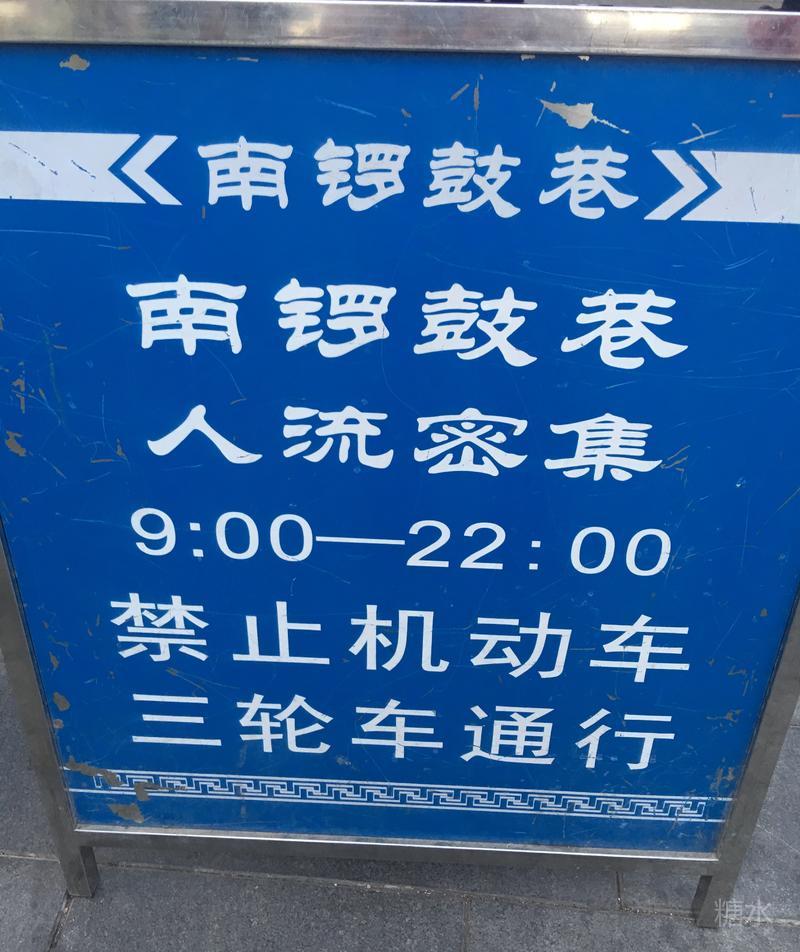 南锣鼓巷
南锣鼓巷
人流密集
9:00—22:00
禁止机动车
三轮车通行
糖水